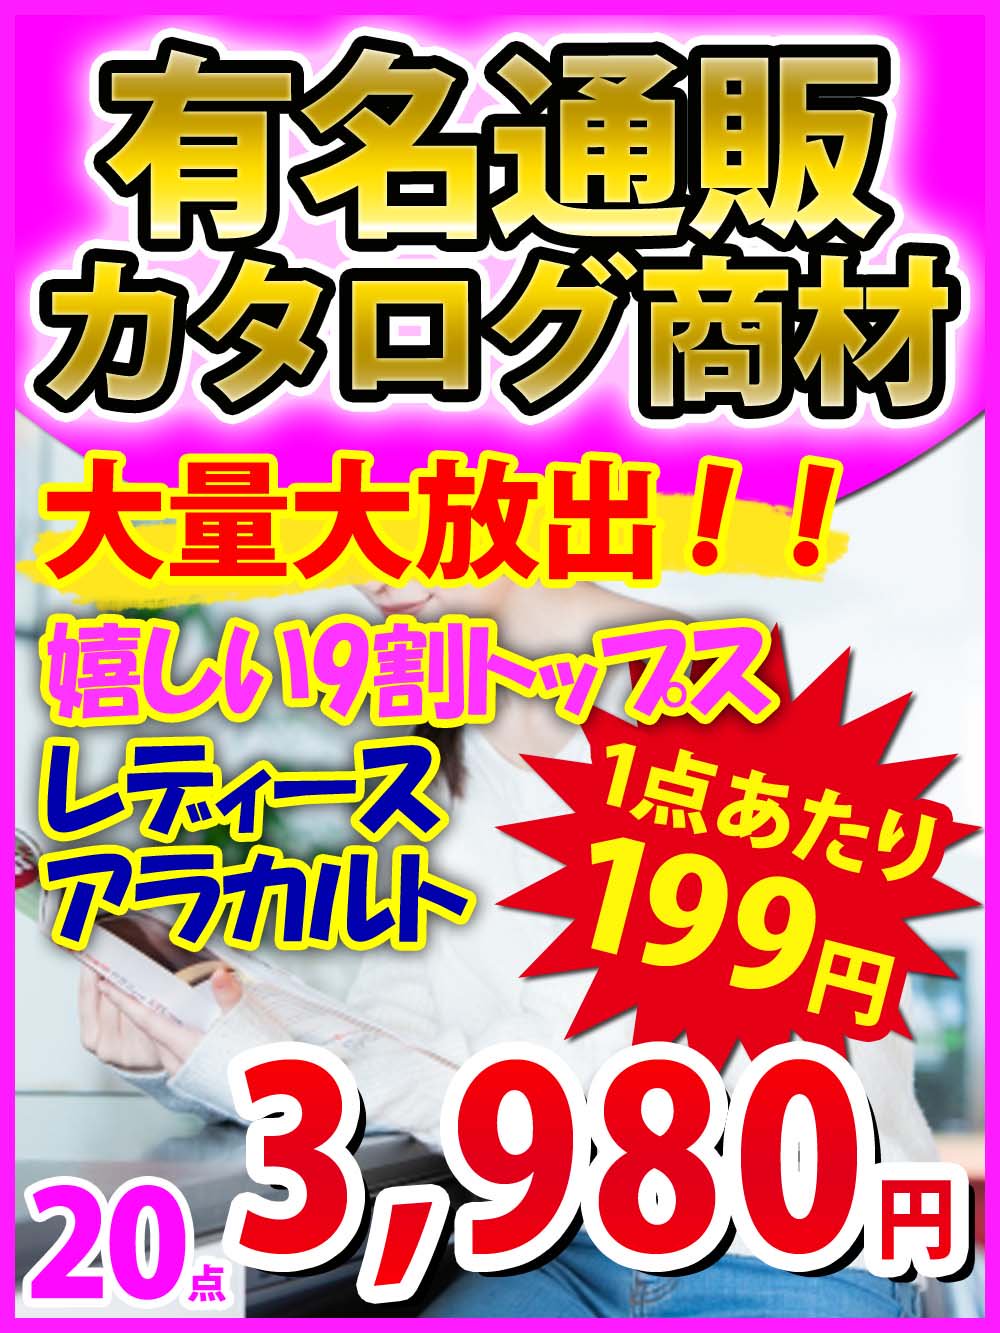 有名通販
カタログ商材
大量大放出！！
嬉しい9割トップス
レディース
アラカルト
1点あたり
199円
20点
3,980円